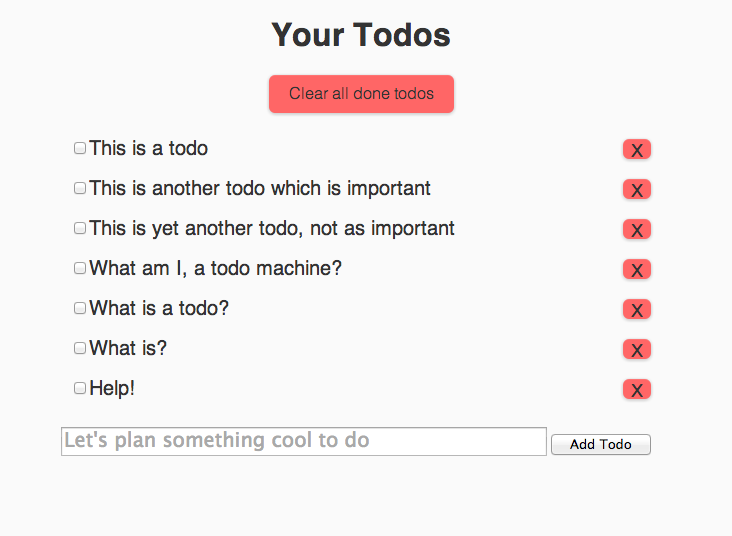 Your Todos
Clear all done todos
This is a todo X
This is another todo which is important X
This is yet another todo, not as important X
What am I, a todo machine? X
What is a todo? X
What is? X
Help! X
Let's plan something cool to do Add Todo